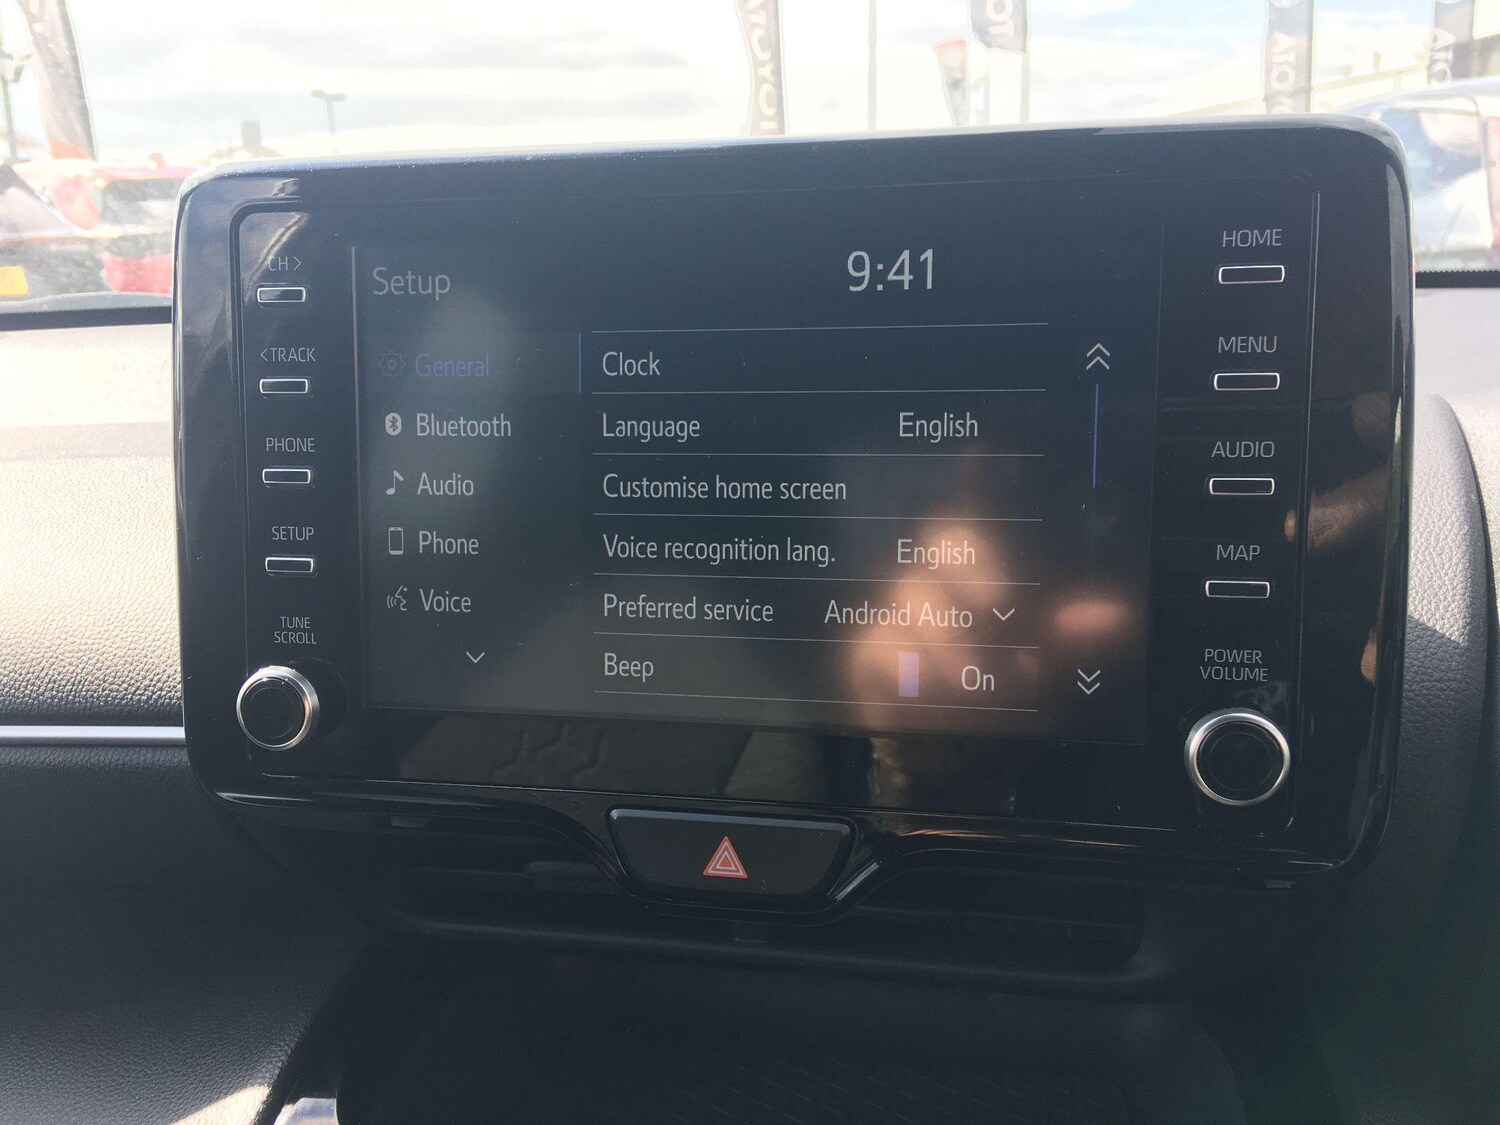 TOYOT
CH >
< TRACK
PHONE
SETUP
TUNE
SCROLL
Setup
9:41
General
Bluetooth
Audio
Phone
Voice
Clock
Language English
Customise home screen
Voice recognition lang. English
Preferred service Android Auto
Beep On
HOME
MENU
AUDIO
MAP
POWER
VOLUME